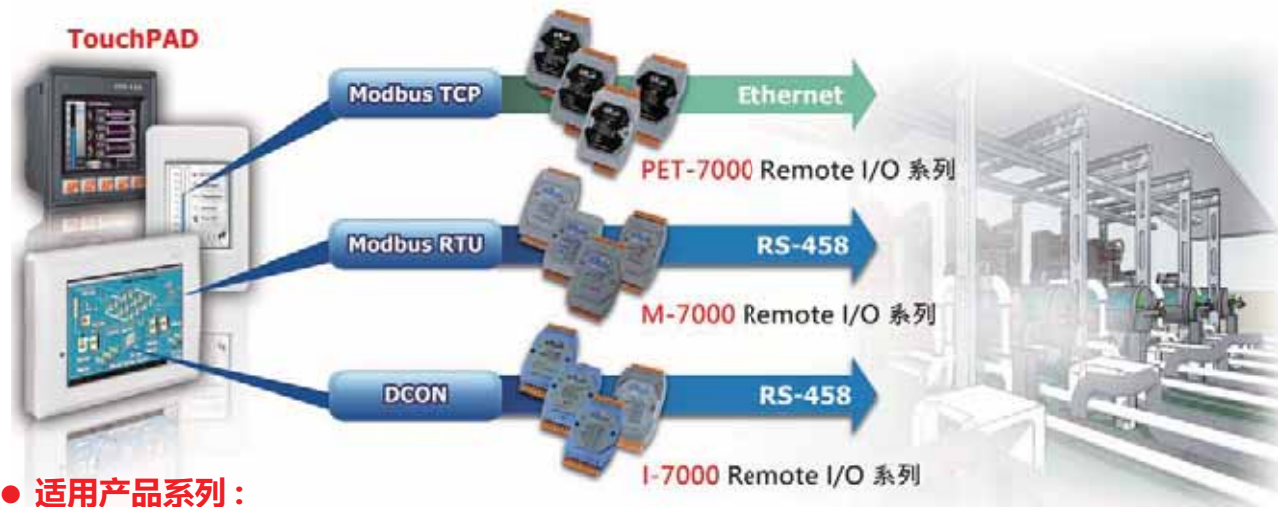 TouchPAD
Modbus TCP
Ethernet
PET-7000 Remote I/O 系列
Modbus RTU
RS-458
M-7000 Remote I/O 系列
DCON
RS-458
I-7000 Remote I/O 系列
● 适用产品系列：